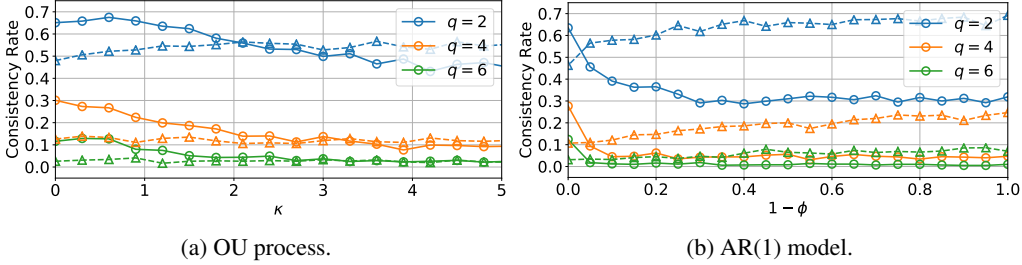 0.7
0.6
0.5
0.4
0.3
0.2
0.1
0.0
Consistency Rate
q = 2
q = 4
q = 6
0 1 2 3 4 5
κ
(a) OU process.
0.7
0.6
0.5
0.4
0.3
0.2
0.1
0.0
Consistency Rate
q = 2
q = 4
q = 6
0.0 0.2 0.4 0.6 0.8 1.0
1 − ϕ
(b) AR(1) model.